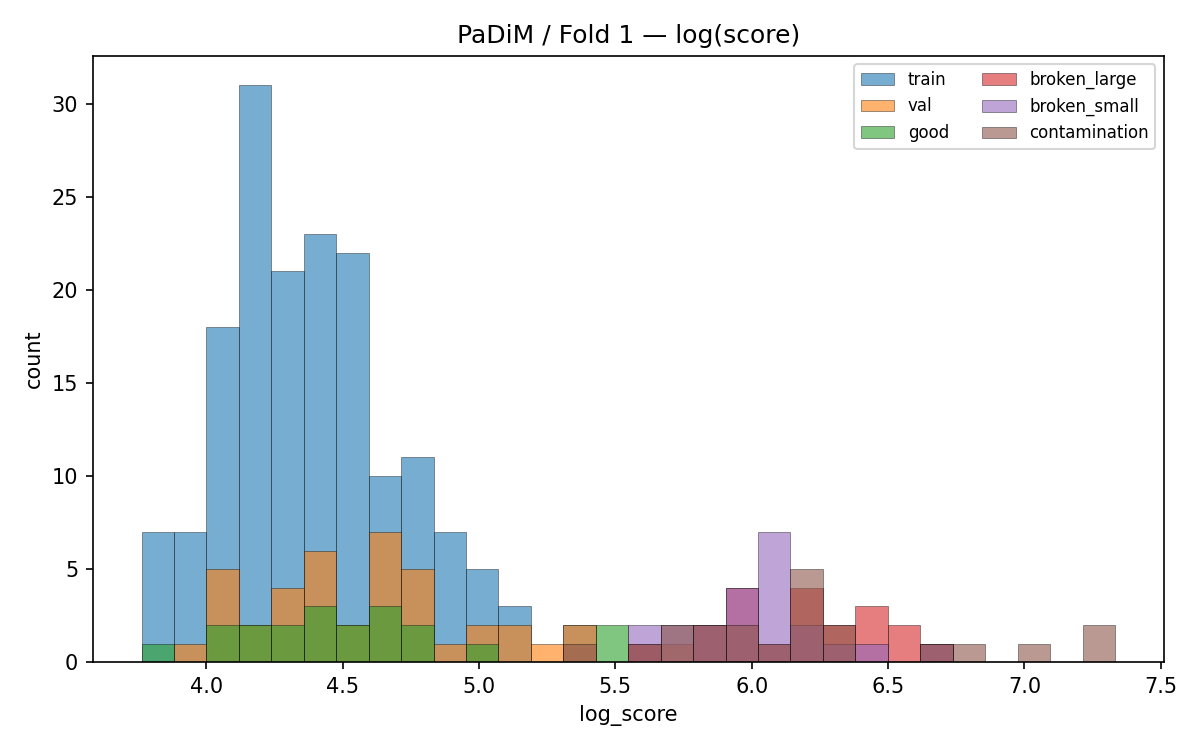 PaDiM / Fold 1 — log(score)
train
val
good
broken_large
broken_small
contamination
30
25
20
15
10
5
0
count
4.0 4.5 5.0 5.5 6.0 6.5 7.0 7.5
log_score